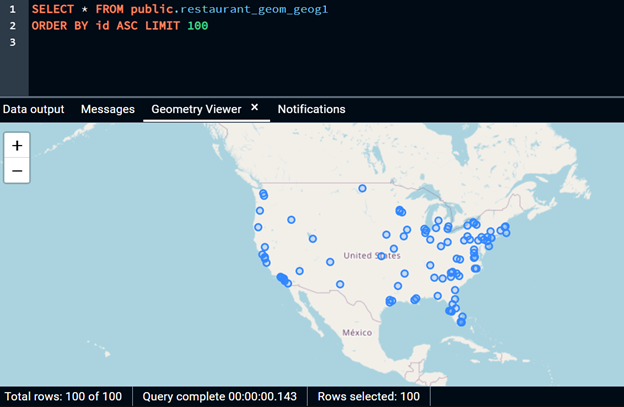 1 SELECT * FROM public.restaurant_geom_geog1
2 ORDER BY id ASC LIMIT 100
3
Data output Messages Geometry Viewer × Notifications
+
−
United States
México
Total rows: 100 of 100 Query complete 00:00:00.143 Rows selected: 100